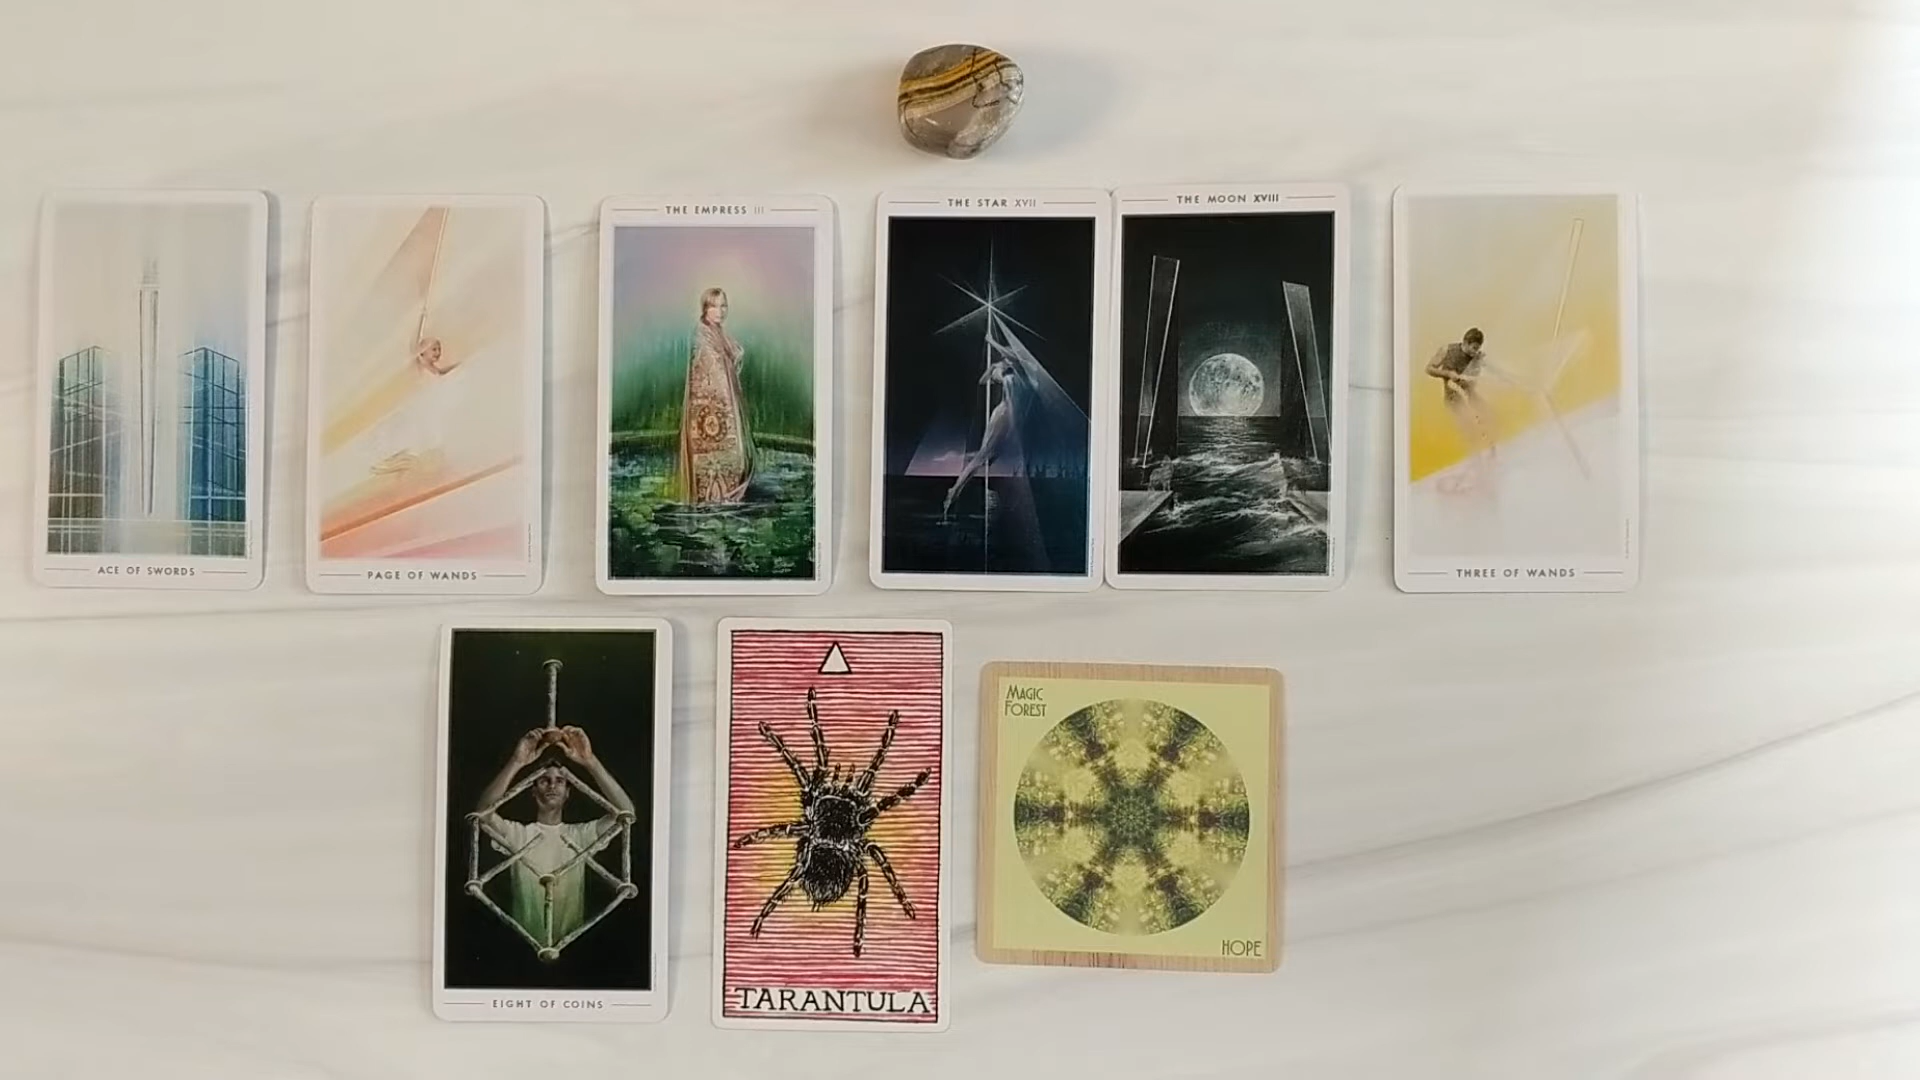 THE EMPRESS III
THE STAR XVII
THE MOON XVIII
ACE OF SWORDS
PAGE OF WANDS
THREE OF WANDS
MAGIC
FOREST
HOPE
EIGHT OF COINS
TARANTULA